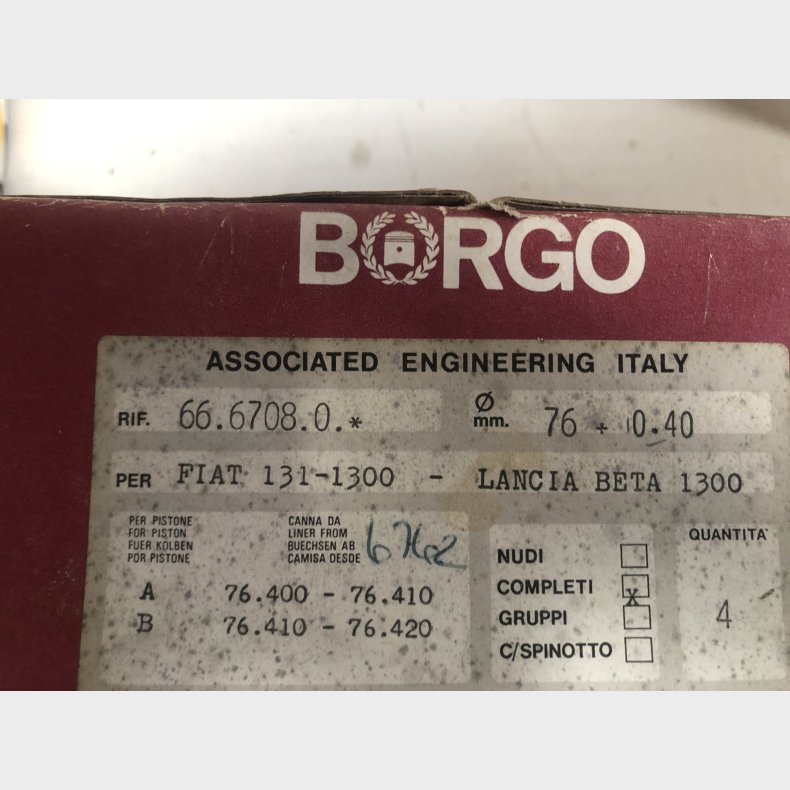 BORGO
ASSOCIATED ENGINEERING ITALY
RIF. 66.6708.0.* Ø mm. 76 + 0.40
PER FIAT 131-1300 - LANCIA BETA 1300
PER PISTONE
FOR PISTON
FUER KOLBEN
POR PISTONE
CANNA DA
LINER FROM
BUECHSEN AB
CAMISA DESDE
6762
A 76.400 - 76.410
B 76.410 - 76.420
NUDI
COMPLETI X
GRUPPI
C/SPINOTTO
QUANTITA'
4